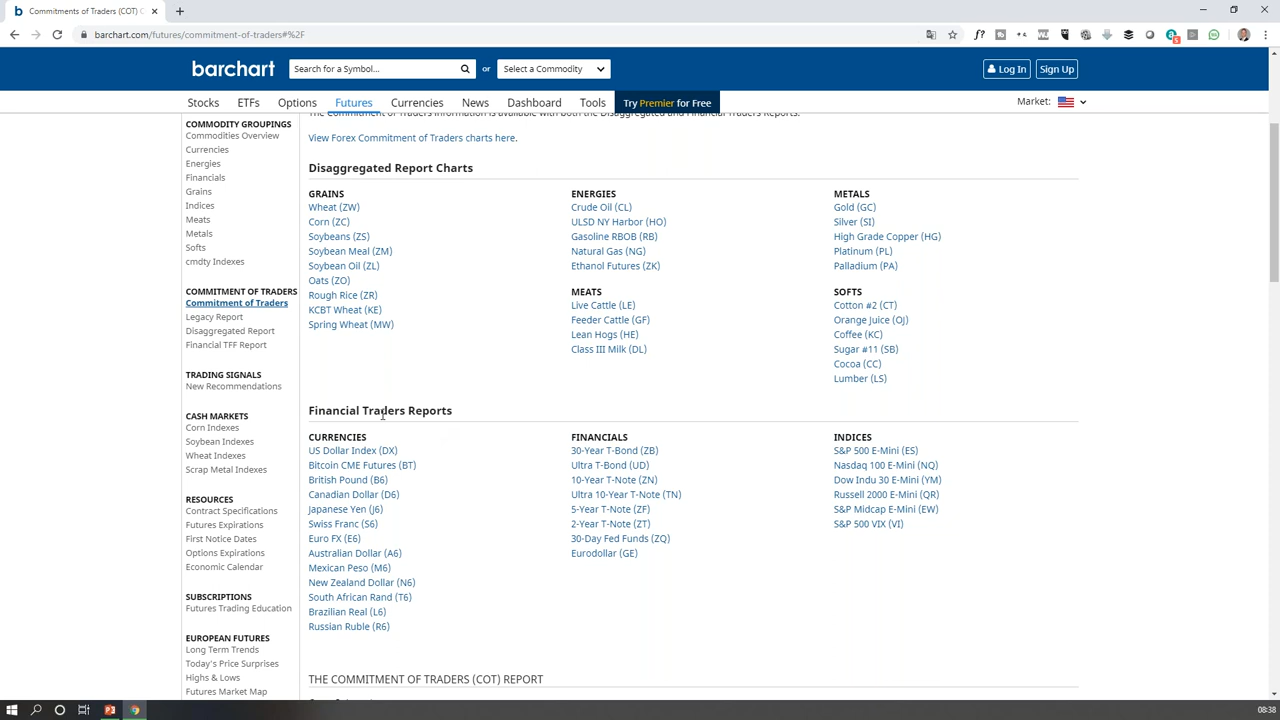 Commitments of Traders (COT) C
barchart.com/futures/commitment-of-traders#%2F
barchart
Search for a Symbol...
or
Select a Commodity
Log In
Sign Up
Stocks
ETFs
Options
Futures
Currencies
News
Dashboard
Tools
Try Premier for Free
Market:
COMMODITY GROUPINGS
Commodities Overview
Currencies
Energies
Financials
Grains
Indices
Meats
Metals
Softs
cmdty Indexes
COMMITMENT OF TRADERS
Commitment of Traders
Legacy Report
Disaggregated Report
Financial TFF Report
TRADING SIGNALS
New Recommendations
CASH MARKETS
Corn Indexes
Soybean Indexes
Wheat Indexes
Scrap Metal Indexes
RESOURCES
Contract Specifications
Futures Expirations
First Notice Dates
Options Expirations
Economic Calendar
SUBSCRIPTIONS
Futures Trading Education
EUROPEAN FUTURES
Long Term Trends
Today's Price Surprises
Highs & Lows
Futures Market Map
The Commitment of Traders information is available with both the Disaggregated and Financial Traders Reports.
View Forex Commitment of Traders charts here.
Disaggregated Report Charts
GRAINS
Wheat (ZW)
Corn (ZC)
Soybeans (ZS)
Soybean Meal (ZM)
Soybean Oil (ZL)
Oats (ZO)
Rough Rice (ZR)
KCBT Wheat (KE)
Spring Wheat (MW)
ENERGIES
Crude Oil (CL)
ULSD NY Harbor (HO)
Gasoline RBOB (RB)
Natural Gas (NG)
Ethanol Futures (ZK)
MEATS
Live Cattle (LE)
Feeder Cattle (GF)
Lean Hogs (HE)
Class III Milk (DL)
METALS
Gold (GC)
Silver (SI)
High Grade Copper (HG)
Platinum (PL)
Palladium (PA)
SOFTS
Cotton #2 (CT)
Orange Juice (OJ)
Coffee (KC)
Sugar #11 (SB)
Cocoa (CC)
Lumber (LS)
Financial Traders Reports
CURRENCIES
US Dollar Index (DX)
Bitcoin CME Futures (BT)
British Pound (B6)
Canadian Dollar (D6)
Japanese Yen (J6)
Swiss Franc (S6)
Euro FX (E6)
Australian Dollar (A6)
Mexican Peso (M6)
New Zealand Dollar (N6)
South African Rand (T6)
Brazilian Real (L6)
Russian Ruble (R6)
FINANCIALS
30-Year T-Bond (ZB)
Ultra T-Bond (UD)
10-Year T-Note (ZN)
Ultra 10-Year T-Note (TN)
5-Year T-Note (ZF)
2-Year T-Note (ZT)
30-Day Fed Funds (ZQ)
Eurodollar (GE)
INDICES
S&P 500 E-Mini (ES)
Nasdaq 100 E-Mini (NQ)
Dow Indu 30 E-Mini (YM)
Russell 2000 E-Mini (QR)
S&P Midcap E-Mini (EW)
S&P 500 VIX (VI)
THE COMMITMENT OF TRADERS (COT) REPORT
08:38